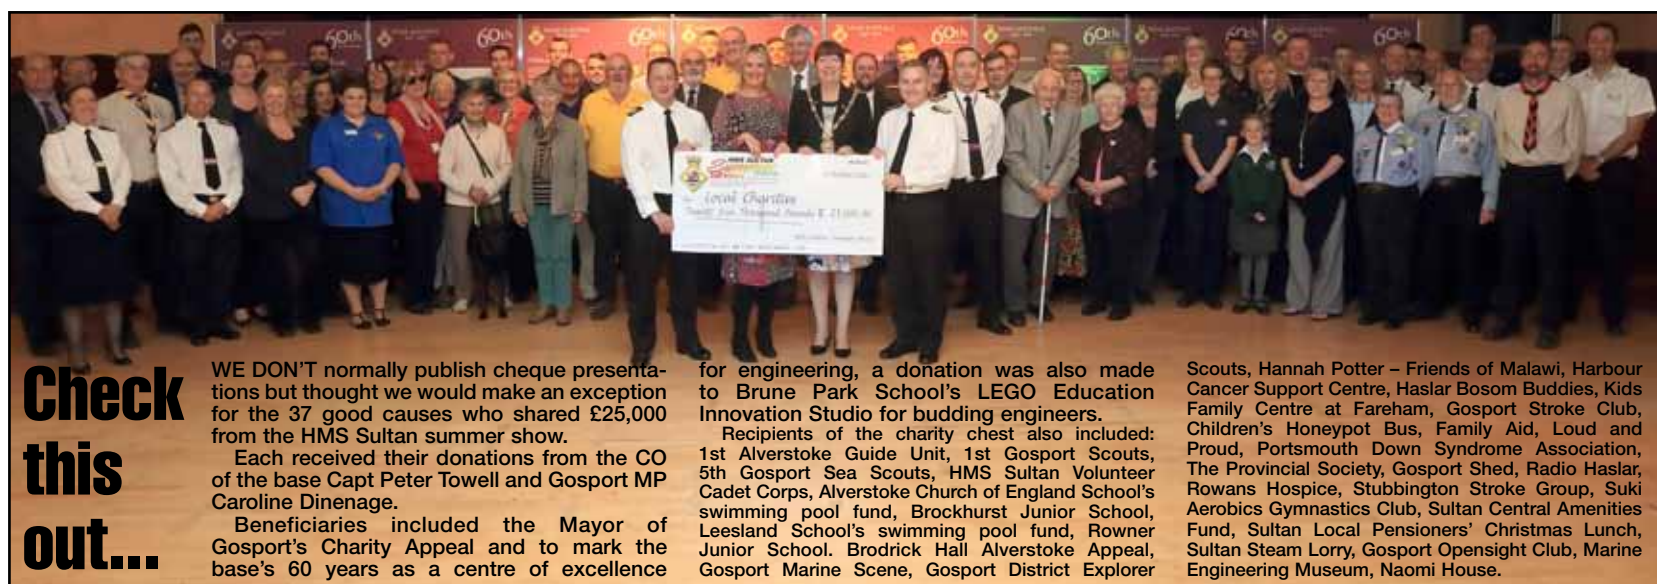 60th
60th
60th
60th
60th
60th
60th
HMS SULTAN
Local Charities
Check
this
out...
WE DON'T normally publish cheque presenta-
tions but thought we would make an exception
for the 37 good causes who shared £25,000
from the HMS Sultan summer show.
Each received their donations from the CO
of the base Capt Peter Towell and Gosport MP
Caroline Dinenage.
Beneficiaries included the Mayor of
Gosport's Charity Appeal and to mark the
base's 60 years as a centre of excellence
for engineering, a donation was also made
to Brune Park School's LEGO Education
Innovation Studio for budding engineers.
Recipients of the charity chest also included:
1st Alverstoke Guide Unit, 1st Gosport Scouts,
5th Gosport Sea Scouts, HMS Sultan Volunteer
Cadet Corps, Alverstoke Church of England School's
swimming pool fund, Brockhurst Junior School,
Leesland School's swimming pool fund, Rowner
Junior School. Brodrick Hall Alverstoke Appeal,
Gosport Marine Scene, Gosport District Explorer
Scouts, Hannah Potter – Friends of Malawi, Harbour
Cancer Support Centre, Haslar Bosom Buddies, Kids
Family Centre at Fareham, Gosport Stroke Club,
Children's Honeypot Bus, Family Aid, Loud and
Proud, Portsmouth Down Syndrome Association,
The Provincial Society, Gosport Shed, Radio Haslar,
Rowans Hospice, Stubbington Stroke Group, Suki
Aerobics Gymnastics Club, Sultan Central Amenities
Fund, Sultan Local Pensioners' Christmas Lunch,
Sultan Steam Lorry, Gosport Opensight Club, Marine
Engineering Museum, Naomi House.